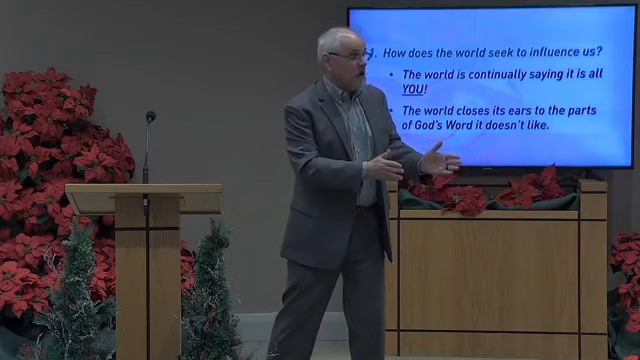 1. How does the world seek to influence us?
• The world is continually saying it is all
YOU!
• The world closes its ears to the parts
of God's Word it doesn't like.